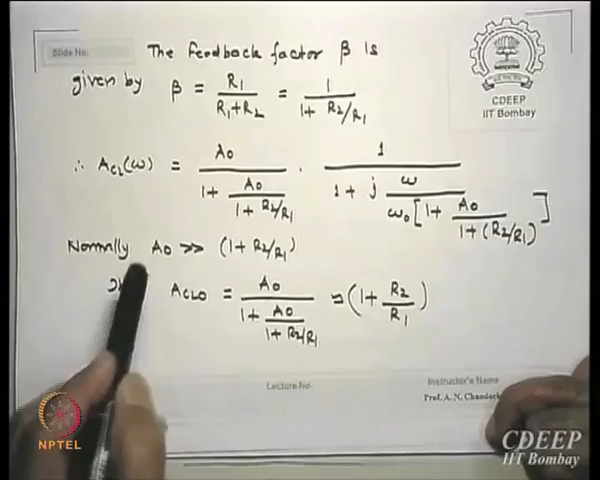 Slide No:
The feedback factor β is
given by β = R1/(R1+R2) = 1/(1+R2/R1)
CDEEP
IIT Bombay
∴ ACL(ω) = A0/(1 + A0/(1+R2/R1)) . 1/(1 + j ω/(ω0[1 + A0/(1+(R2/R1))]))
Normally A0 >> (1+R2/R1)
ACL0 = A0/(1 + A0/(1+R2/R1)) ≈ (1 + R2/R1)
Lecture No
Instructor's Name
Prof. A. N. Chandork
NPTEL
CDEEP
IIT Bombay